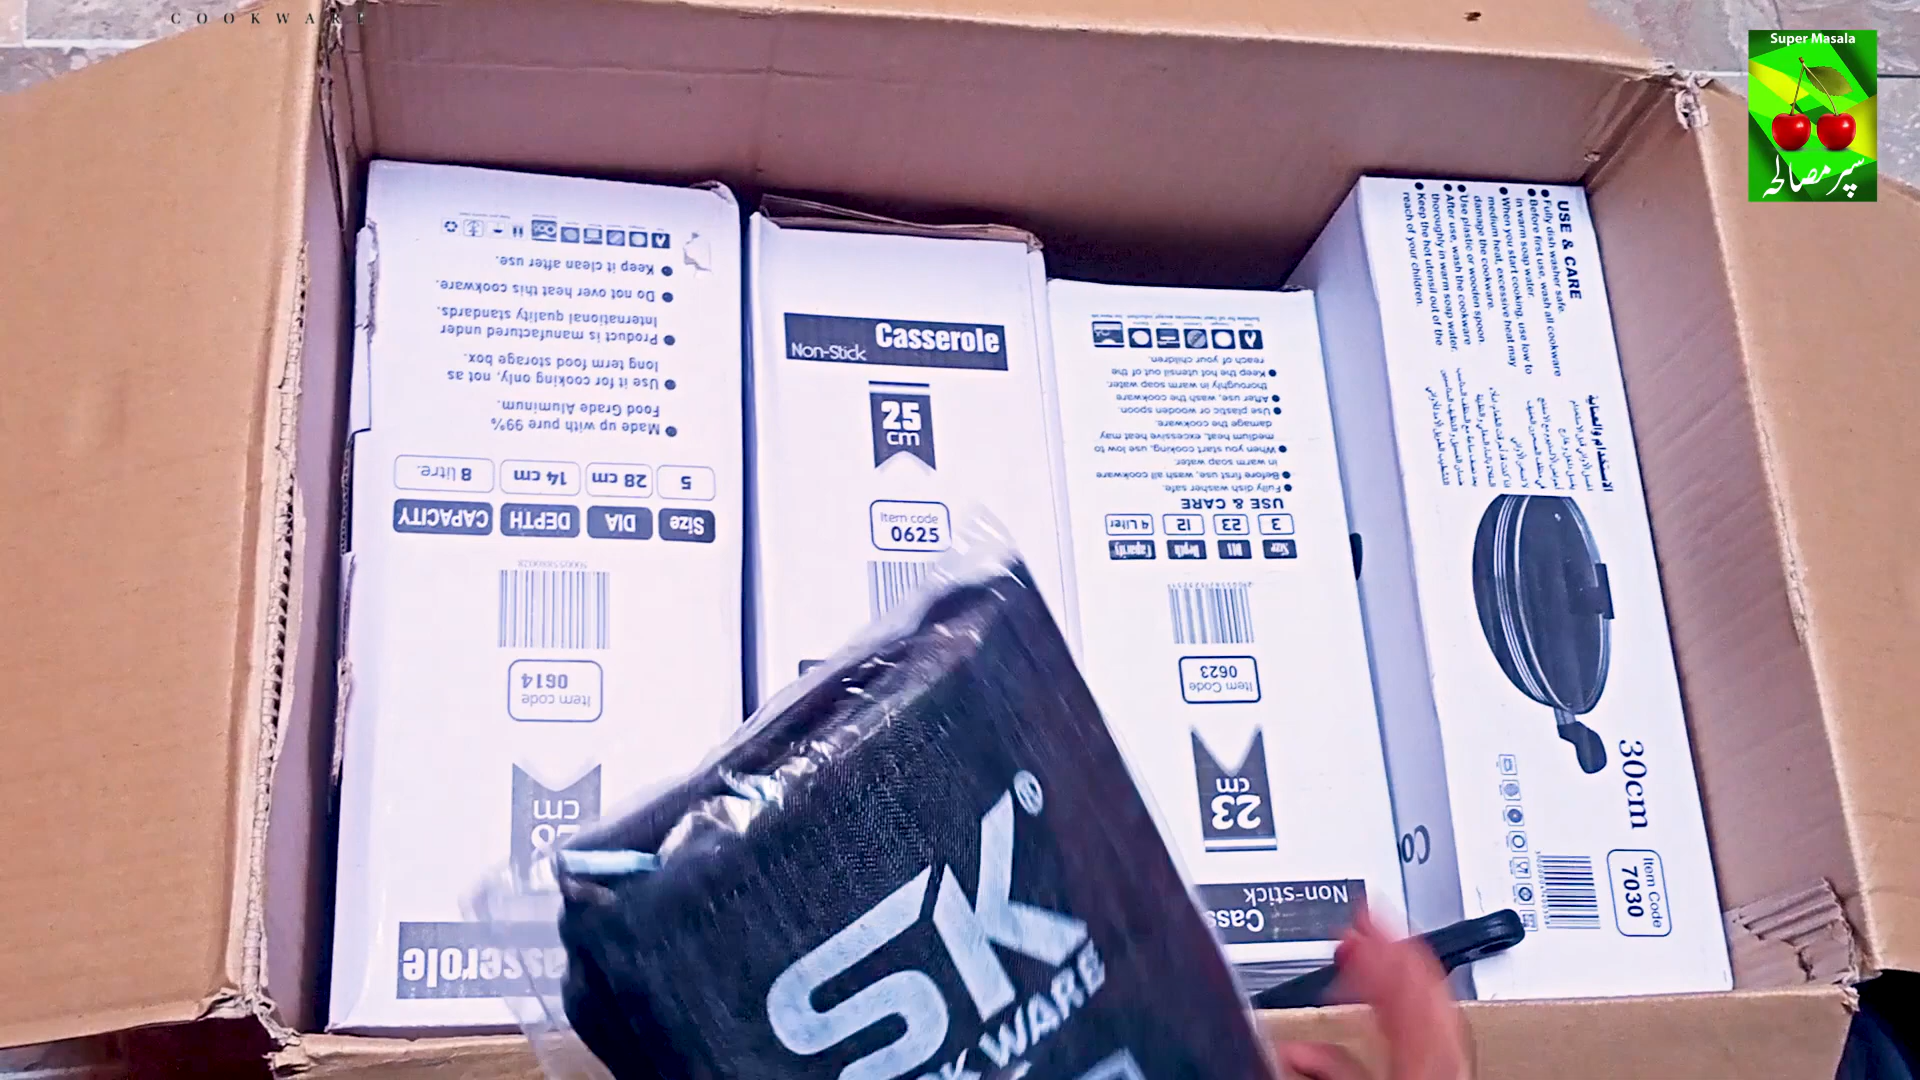 COOKWARE
Super Masala
سپر مصالحہ
Keep it clean after use.
Do not over heat this cookware.
International quality standards.
Product is manufactured under
long term food storage box.
Use it for cooking only, not as
Food Grade Aluminum.
Made up with pure 99%
5 28 cm 14 cm 8 Litre.
Size DIA DEPTH CAPACITY
Item code
0614
28
cm
Casserole
Non-Stick
25
cm
Item code
0625
reach of your children.
Keep the hot utensil out of the
thoroughly in warm soap water.
After use, wash the cookware
Use plastic or wooden spoon.
damage the cookware.
medium heat, excessive heat may
When you start cooking, use low to
in warm soap water.
Before first use, wash all cookware
Fully dish washer safe.
USE & CARE
3 23 12 4 Liter
Size DIA Depth Capacity
Item Code
0623
23
cm
Non-stick
Cass
USE & CARE
Fully dish washer safe.
Before first use, wash all cookware
in warm soap water.
When you start cooking, use low to
medium heat, excessive heat may
damage the cookware.
Use plastic or wooden spoon.
After use, wash the cookware
thoroughly in warm soap water.
Keep the hot utensil out of the
reach of your children.
الاستخدام والعناية
30cm
Item Code
7030
Coo
SK®
K WARE